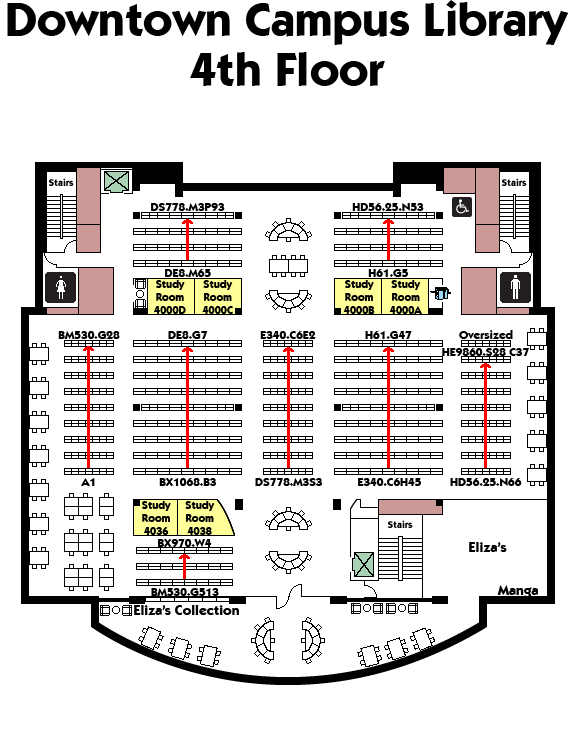 Downtown Campus Library
4th Floor
Stairs
Stairs
DS778.M3P93
HD56.25.N53
DE8.M65
H61.G5
Study Room 4000D
Study Room 4000C
Study Room 4000B
Study Room 4000A
BM530.G28
DE8.G7
E340.C6E2
H61.G47
Oversized
HE9860.S28 C37
A1
BX1068.B3
DS778.M3S3
E340.C6H45
HD56.25.N66
Study Room 4036
Study Room 4038
Stairs
BX970.W4
Eliza's
BM530.G513
Manga
Eliza's Collection